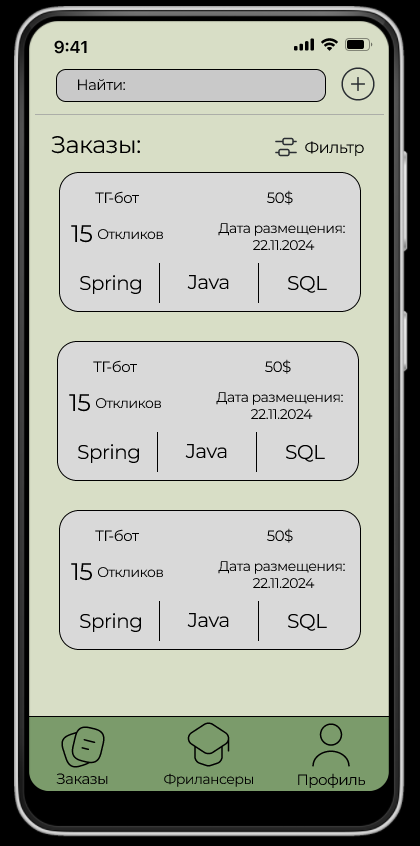 9:41
Найти:
Заказы:
Фильтр
ТГ-бот 50$
15 Откликов Дата размещения:
22.11.2024
Spring Java SQL
ТГ-бот 50$
15 Откликов Дата размещения:
22.11.2024
Spring Java SQL
ТГ-бот 50$
15 Откликов Дата размещения:
22.11.2024
Spring Java SQL
Заказы Фрилансеры Профиль